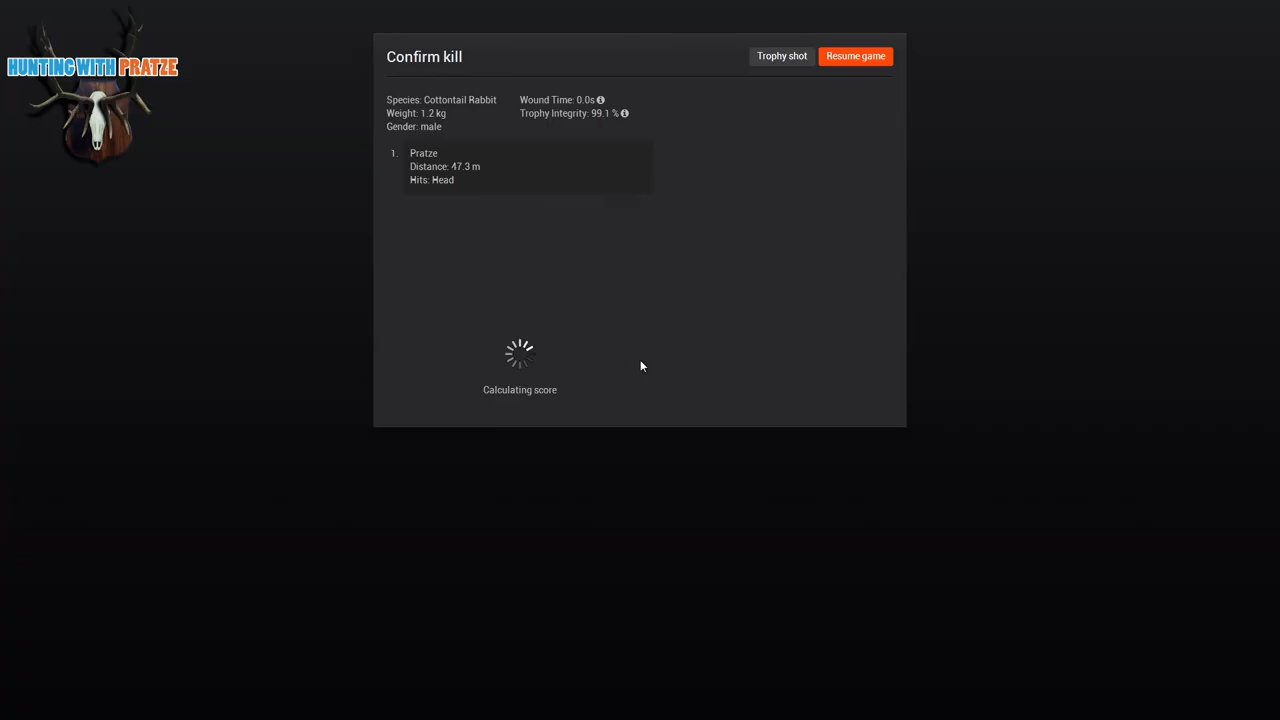 HUNTING WITH PRATZE
Confirm kill
Trophy shot
Resume game
Species: Cottontail Rabbit
Wound Time: 0.0s
Weight: 1.2 kg
Trophy Integrity: 99.1 %
Gender: male
1.
Pratze
Distance: 47.3 m
Hits: Head
Calculating score